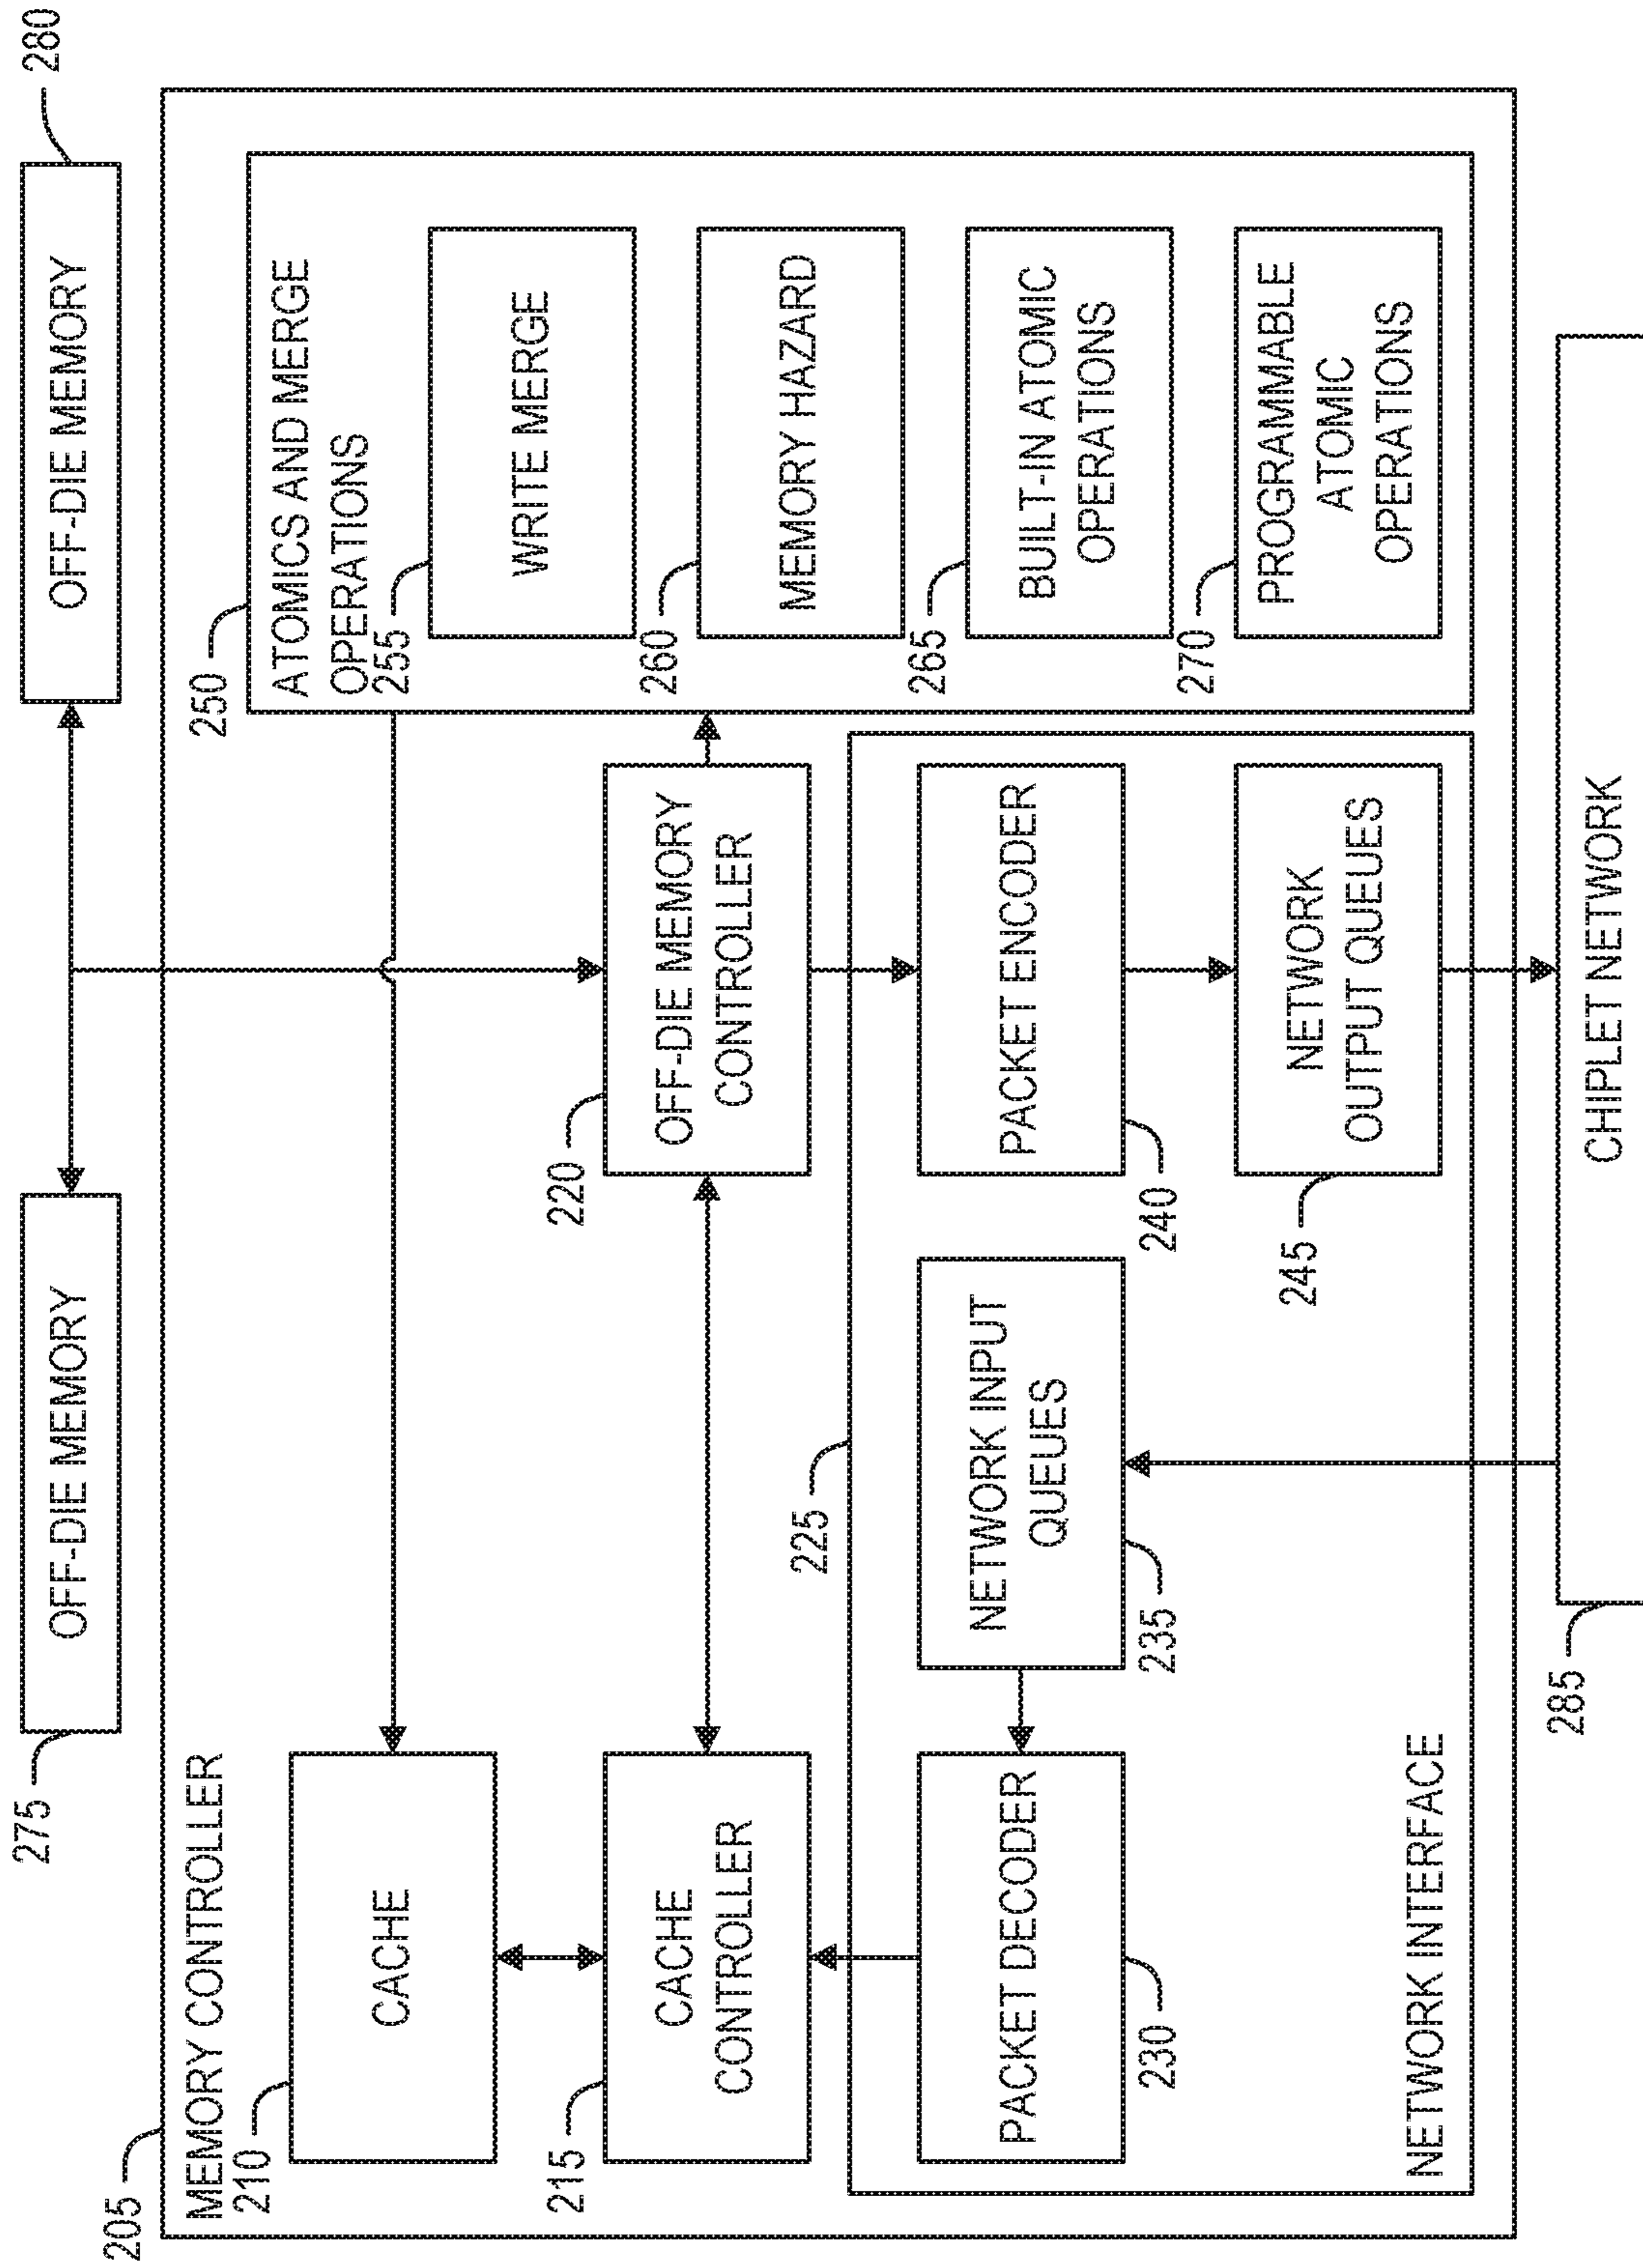 275
OFF-DIE MEMORY
OFF-DIE MEMORY
280
205
MEMORY CONTROLLER
210
CACHE
215
CACHE
CONTROLLER
220
OFF-DIE MEMORY
CONTROLLER
225
230
PACKET DECODER
235
NETWORK INPUT
QUEUES
240
PACKET ENCODER
245
NETWORK
OUTPUT QUEUES
NETWORK INTERFACE
250
ATOMICS AND MERGE
OPERATIONS
255
WRITE MERGE
260
MEMORY HAZARD
265
BUILT-IN ATOMIC
OPERATIONS
270
PROGRAMMABLE
ATOMIC
OPERATIONS
285
CHIPLET NETWORK